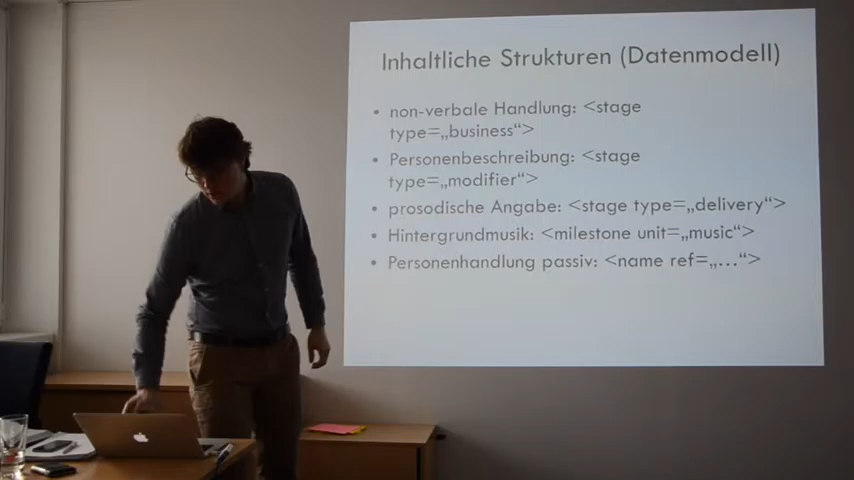 Inhaltliche Strukturen (Datenmodell)
• non-verbale Handlung: <stage
type=„business“>
• Personenbeschreibung: <stage
type=„modifier“>
• prosodische Angabe: <stage type=„delivery“>
• Hintergrundmusik: <milestone unit=„music“>
• Personenhandlung passiv: <name ref=„…“>